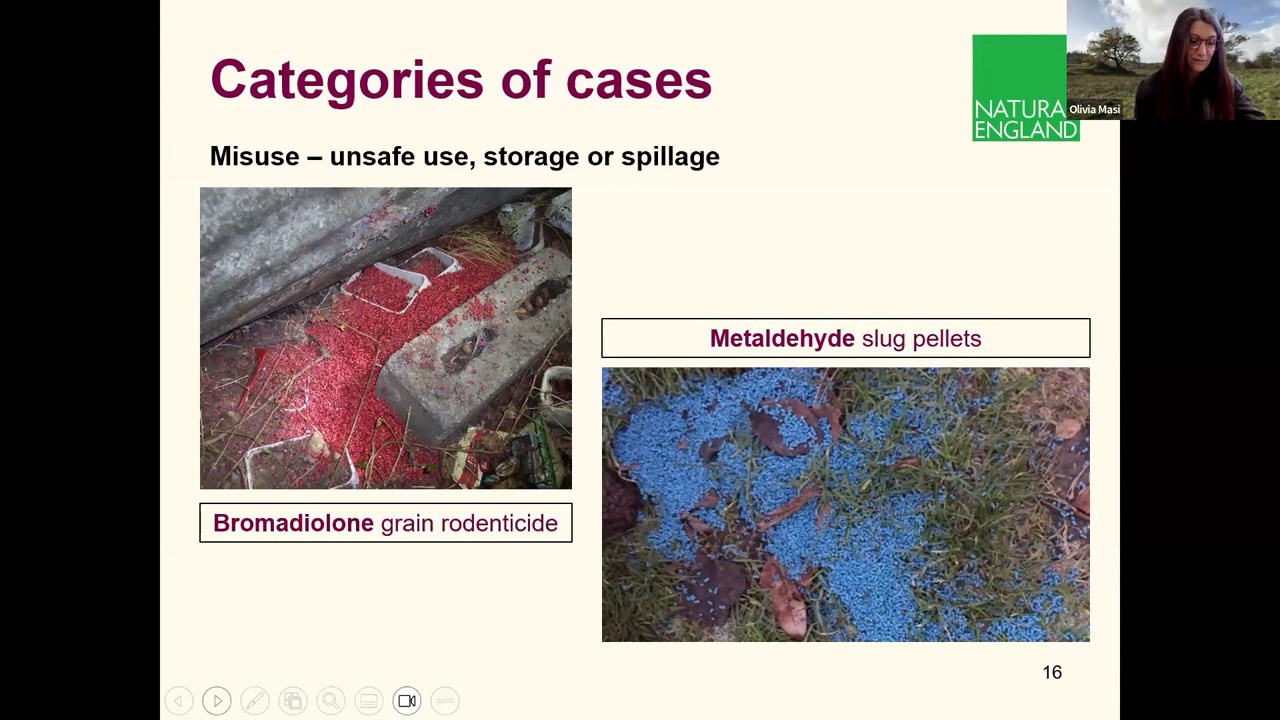 Categories of cases
NATURA
ENGLAND
Olivia Masi
Misuse – unsafe use, storage or spillage
Metaldehyde slug pellets
Bromadiolone grain rodenticide
16